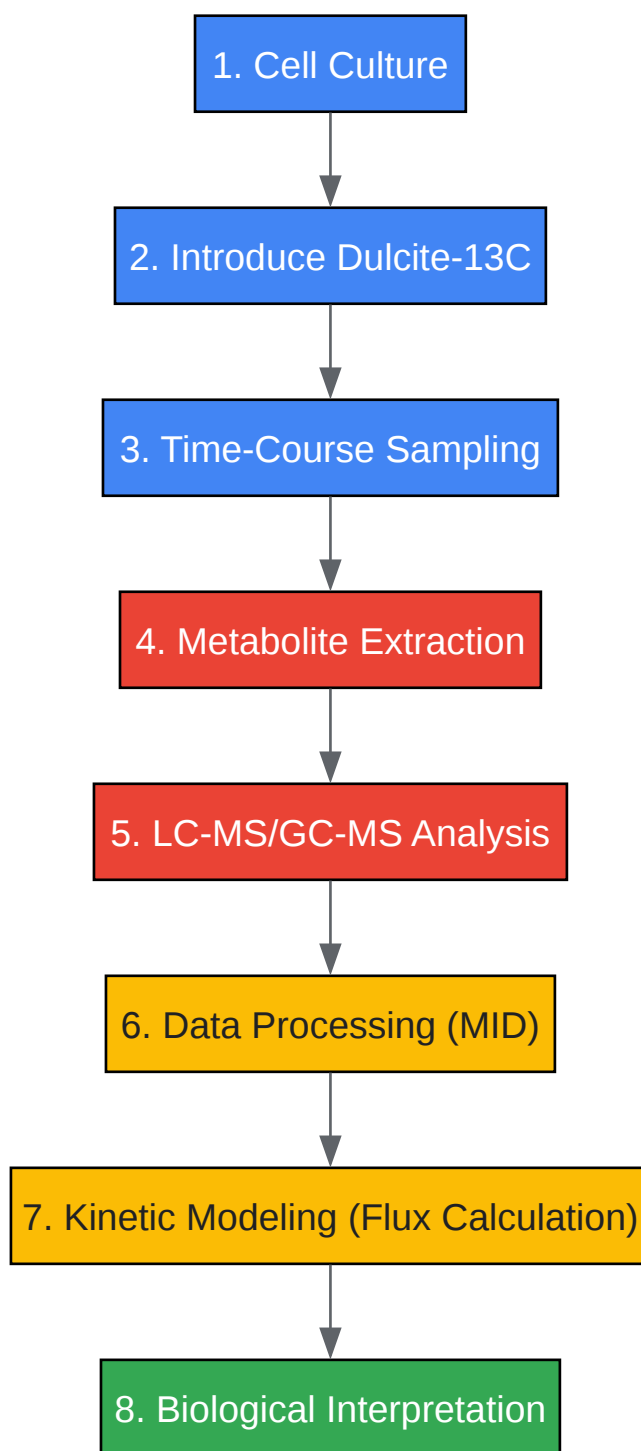 1. Cell Culture
2. Introduce Dulcite-13C
3. Time-Course Sampling
4. Metabolite Extraction
5. LC-MS/GC-MS Analysis
6. Data Processing (MID)
7. Kinetic Modeling (Flux Calculation)
8. Biological Interpretation